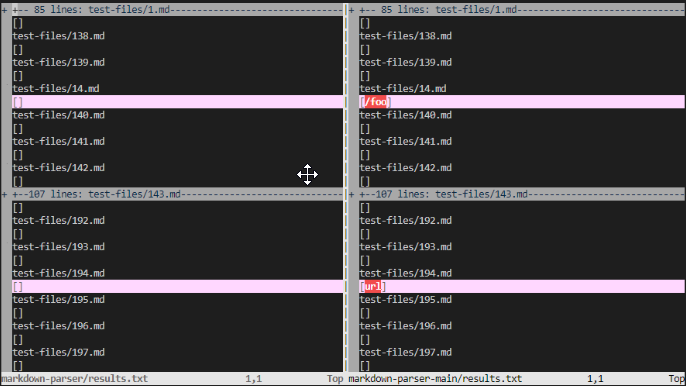 + +-- 85 lines: test-files/1.md----------------------------
[]
test-files/138.md
[]
test-files/139.md
[]
test-files/14.md
[]
test-files/140.md
[]
test-files/141.md
[]
test-files/142.md
[]
+ +--107 lines: test-files/143.md---------------------------
[]
test-files/192.md
[]
test-files/193.md
[]
test-files/194.md
[]
test-files/195.md
[]
test-files/196.md
[]
test-files/197.md
[]
markdown-parser/results.txt 1,1 Top
+ +-- 85 lines: test-files/1.md----------------------------
[]
test-files/138.md
[]
test-files/139.md
[]
test-files/14.md
[/foo]
test-files/140.md
[]
test-files/141.md
[]
test-files/142.md
[]
+ +--107 lines: test-files/143.md---------------------------
[]
test-files/192.md
[]
test-files/193.md
[]
test-files/194.md
[url]
test-files/195.md
[]
test-files/196.md
[]
test-files/197.md
[]
markdown-parser-main/results.txt 1,1 Top